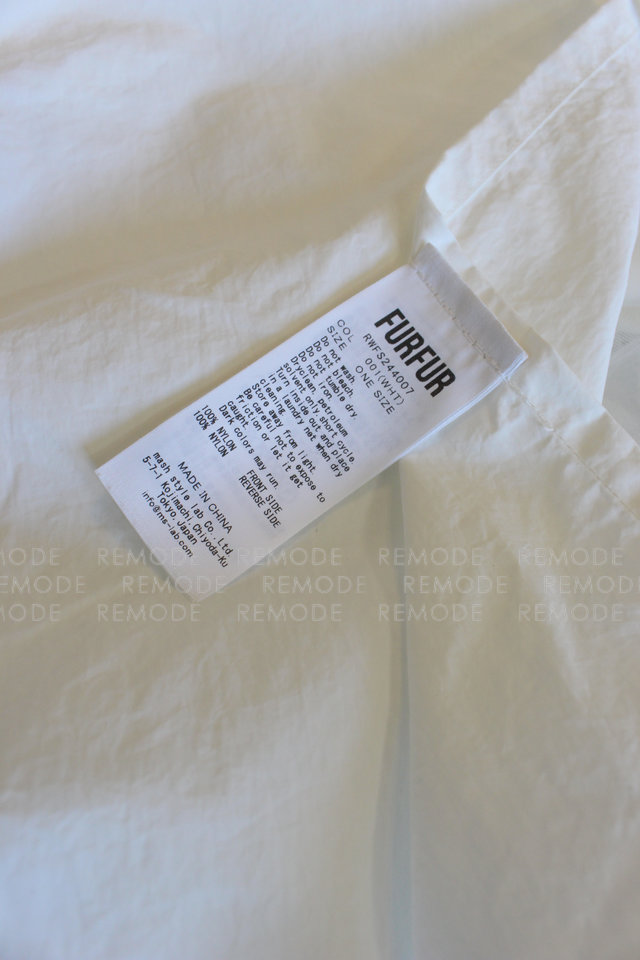 FURFUR
RWFS244007
COL 001(WHT)
SIZE ONE SIZE
Do not wash.
Do not bleach.
Do not tumble dry.
Do not iron.
Dryclean, petroleum
solvent only,short cycle.
Turn inside out and place
in a laundry net when dry
cleaning.
Store away from light.
Be careful not to expose to
friction or let it get
caught.
Dark colors may run.
100% NYLON FRONT SIDE
100% NYLON REVERSE SIDE
MADE IN CHINA
mash style lab Co., Ltd.
5-7-1 Kojimachi, Chiyoda-Ku
Tokyo, Japan
info@ms-lab.com
REMODE REMODE REMODE REMODE REMODE
REMODE REMODE REMODE REMODE REMODE
REMODE REMODE REMODE REMODE REMODE